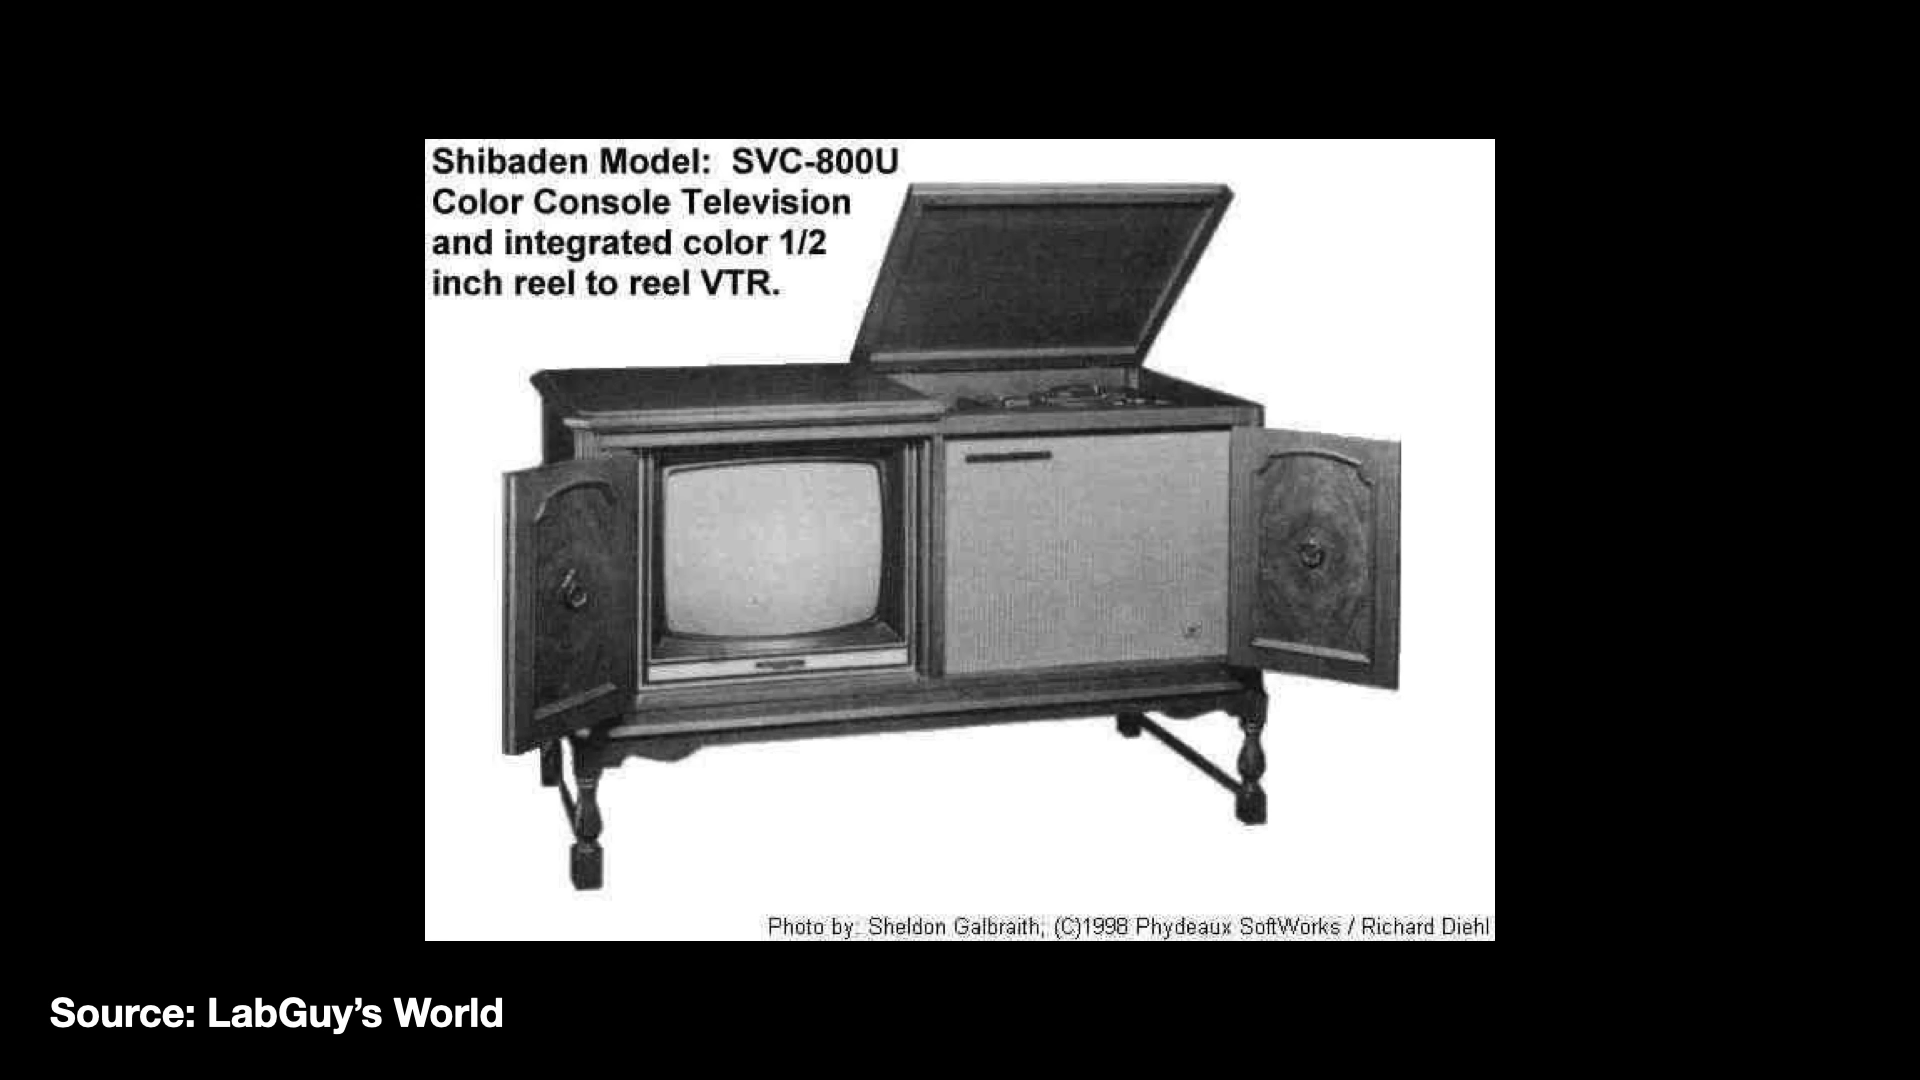 Shibaden Model: SVC-800U
Color Console Television
and integrated color 1/2
inch reel to reel VTR.
Photo by: Sheldon Galbraith; (C)1998 Phydeaux SoftWorks / Richard Diehl
Source: LabGuy’s World